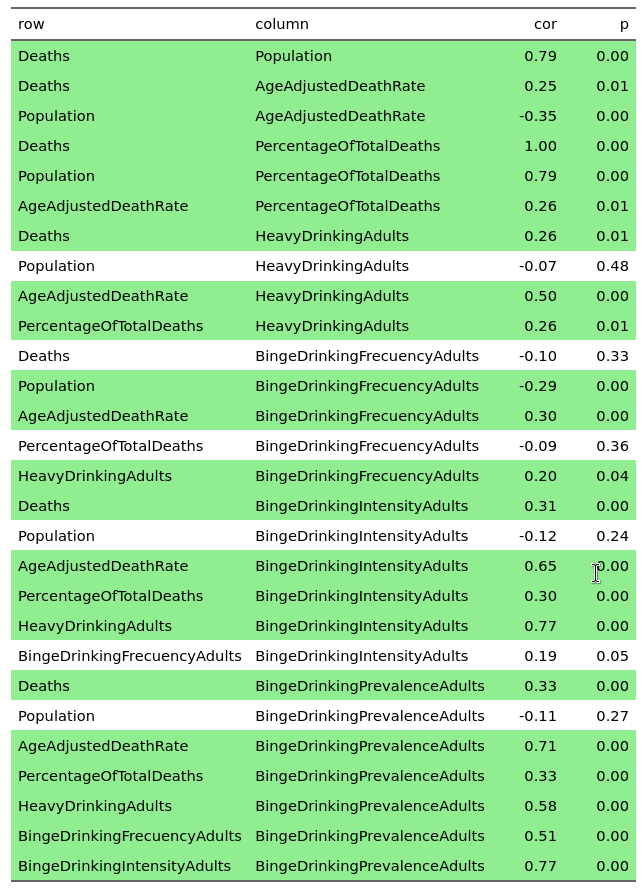 row column cor p
Deaths Population 0.79 0.00
Deaths AgeAdjustedDeathRate 0.25 0.01
Population AgeAdjustedDeathRate -0.35 0.00
Deaths PercentageOfTotalDeaths 1.00 0.00
Population PercentageOfTotalDeaths 0.79 0.00
AgeAdjustedDeathRate PercentageOfTotalDeaths 0.26 0.01
Deaths HeavyDrinkingAdults 0.26 0.01
Population HeavyDrinkingAdults -0.07 0.48
AgeAdjustedDeathRate HeavyDrinkingAdults 0.50 0.00
PercentageOfTotalDeaths HeavyDrinkingAdults 0.26 0.01
Deaths BingeDrinkingFrecuencyAdults -0.10 0.33
Population BingeDrinkingFrecuencyAdults -0.29 0.00
AgeAdjustedDeathRate BingeDrinkingFrecuencyAdults 0.30 0.00
PercentageOfTotalDeaths BingeDrinkingFrecuencyAdults -0.09 0.36
HeavyDrinkingAdults BingeDrinkingFrecuencyAdults 0.20 0.04
Deaths BingeDrinkingIntensityAdults 0.31 0.00
Population BingeDrinkingIntensityAdults -0.12 0.24
AgeAdjustedDeathRate BingeDrinkingIntensityAdults 0.65 0.00
PercentageOfTotalDeaths BingeDrinkingIntensityAdults 0.30 0.00
HeavyDrinkingAdults BingeDrinkingIntensityAdults 0.77 0.00
BingeDrinkingFrecuencyAdults BingeDrinkingIntensityAdults 0.19 0.05
Deaths BingeDrinkingPrevalenceAdults 0.33 0.00
Population BingeDrinkingPrevalenceAdults -0.11 0.27
AgeAdjustedDeathRate BingeDrinkingPrevalenceAdults 0.71 0.00
PercentageOfTotalDeaths BingeDrinkingPrevalenceAdults 0.33 0.00
HeavyDrinkingAdults BingeDrinkingPrevalenceAdults 0.58 0.00
BingeDrinkingFrecuencyAdults BingeDrinkingPrevalenceAdults 0.51 0.00
BingeDrinkingIntensityAdults BingeDrinkingPrevalenceAdults 0.77 0.00